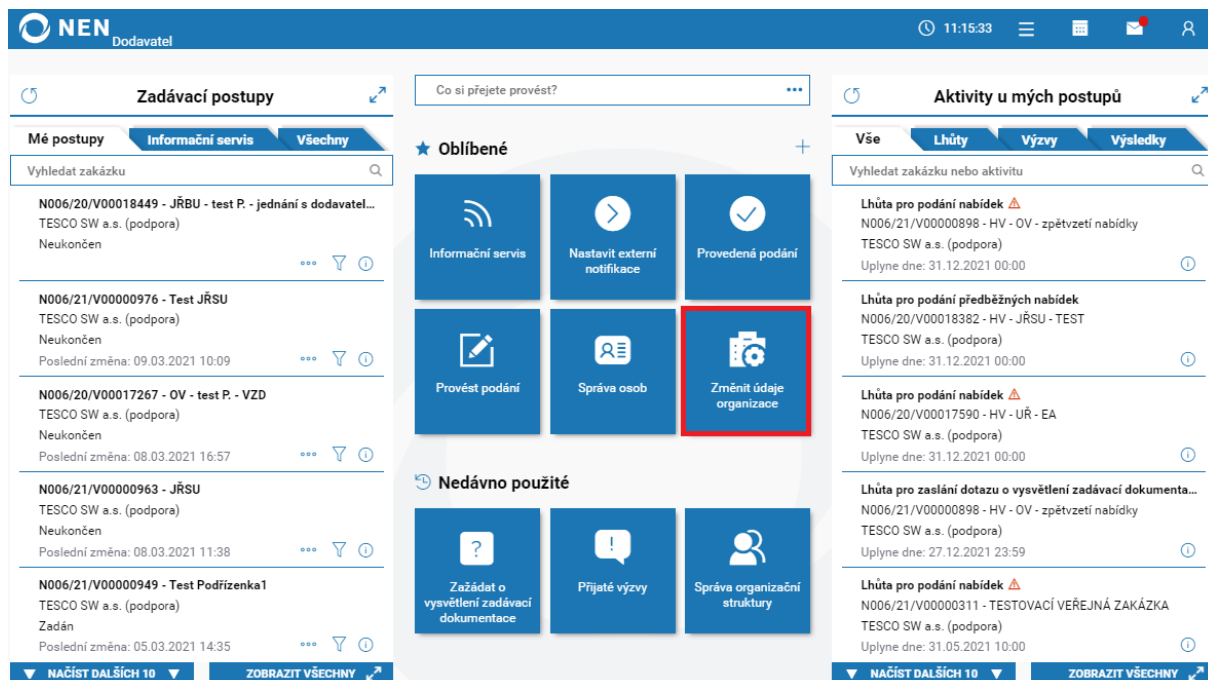 NEN
Dodavatel
11:15:33
Zadávací postupy
Mé postupy
Informační servis
Všechny
Vyhledat zakázku
N006/20/V00018449 - JŘBU - test P. - jednání s dodavatel...
TESCO SW a.s. (podpora)
Neukončen
N006/21/V00000976 - Test JŘSU
TESCO SW a.s. (podpora)
Neukončen
Poslední změna: 09.03.2021 10:09
N006/20/V00017267 - OV - test P. - VZD
TESCO SW a.s. (podpora)
Neukončen
Poslední změna: 08.03.2021 16:57
N006/21/V00000963 - JŘSU
TESCO SW a.s. (podpora)
Neukončen
Poslední změna: 08.03.2021 11:38
N006/21/V00000949 - Test Podřízenka1
TESCO SW a.s. (podpora)
Zadán
Poslední změna: 05.03.2021 14:35
NAČÍST DALŠÍCH 10
ZOBRAZIT VŠECHNY
Co si přejete provést?
Oblíbené
Informační servis
Nastavit externí
notifikace
Provedená podání
Provést podání
Správa osob
Změnit údaje
organizace
Nedávno použité
Zažádat o
vysvětlení zadávací
dokumentace
Přijaté výzvy
Správa organizační
struktury
Aktivity u mých postupů
Vše
Lhůty
Výzvy
Výsledky
Vyhledat zakázku nebo aktivitu
Lhůta pro podání nabídek
N006/21/V00000898 - HV - OV - zpětvzetí nabídky
TESCO SW a.s. (podpora)
Uplyne dne: 31.12.2021 00:00
Lhůta pro podání předběžných nabídek
N006/20/V00018382 - HV - JŘSU - TEST
TESCO SW a.s. (podpora)
Uplyne dne: 31.12.2021 00:00
Lhůta pro podání nabídek
N006/20/V00017590 - HV - UŘ - EA
TESCO SW a.s. (podpora)
Uplyne dne: 31.12.2021 00:00
Lhůta pro zaslání dotazu o vysvětlení zadávací dokumenta...
N006/21/V00000898 - HV - OV - zpětvzetí nabídky
TESCO SW a.s. (podpora)
Uplyne dne: 27.12.2021 23:59
Lhůta pro podání nabídek
N006/21/V00000311 - TESTOVACÍ VEŘEJNÁ ZAKÁZKA
TESCO SW a.s. (podpora)
Uplyne dne: 31.05.2021 10:00
NAČÍST DALŠÍCH 10
ZOBRAZIT VŠECHNY